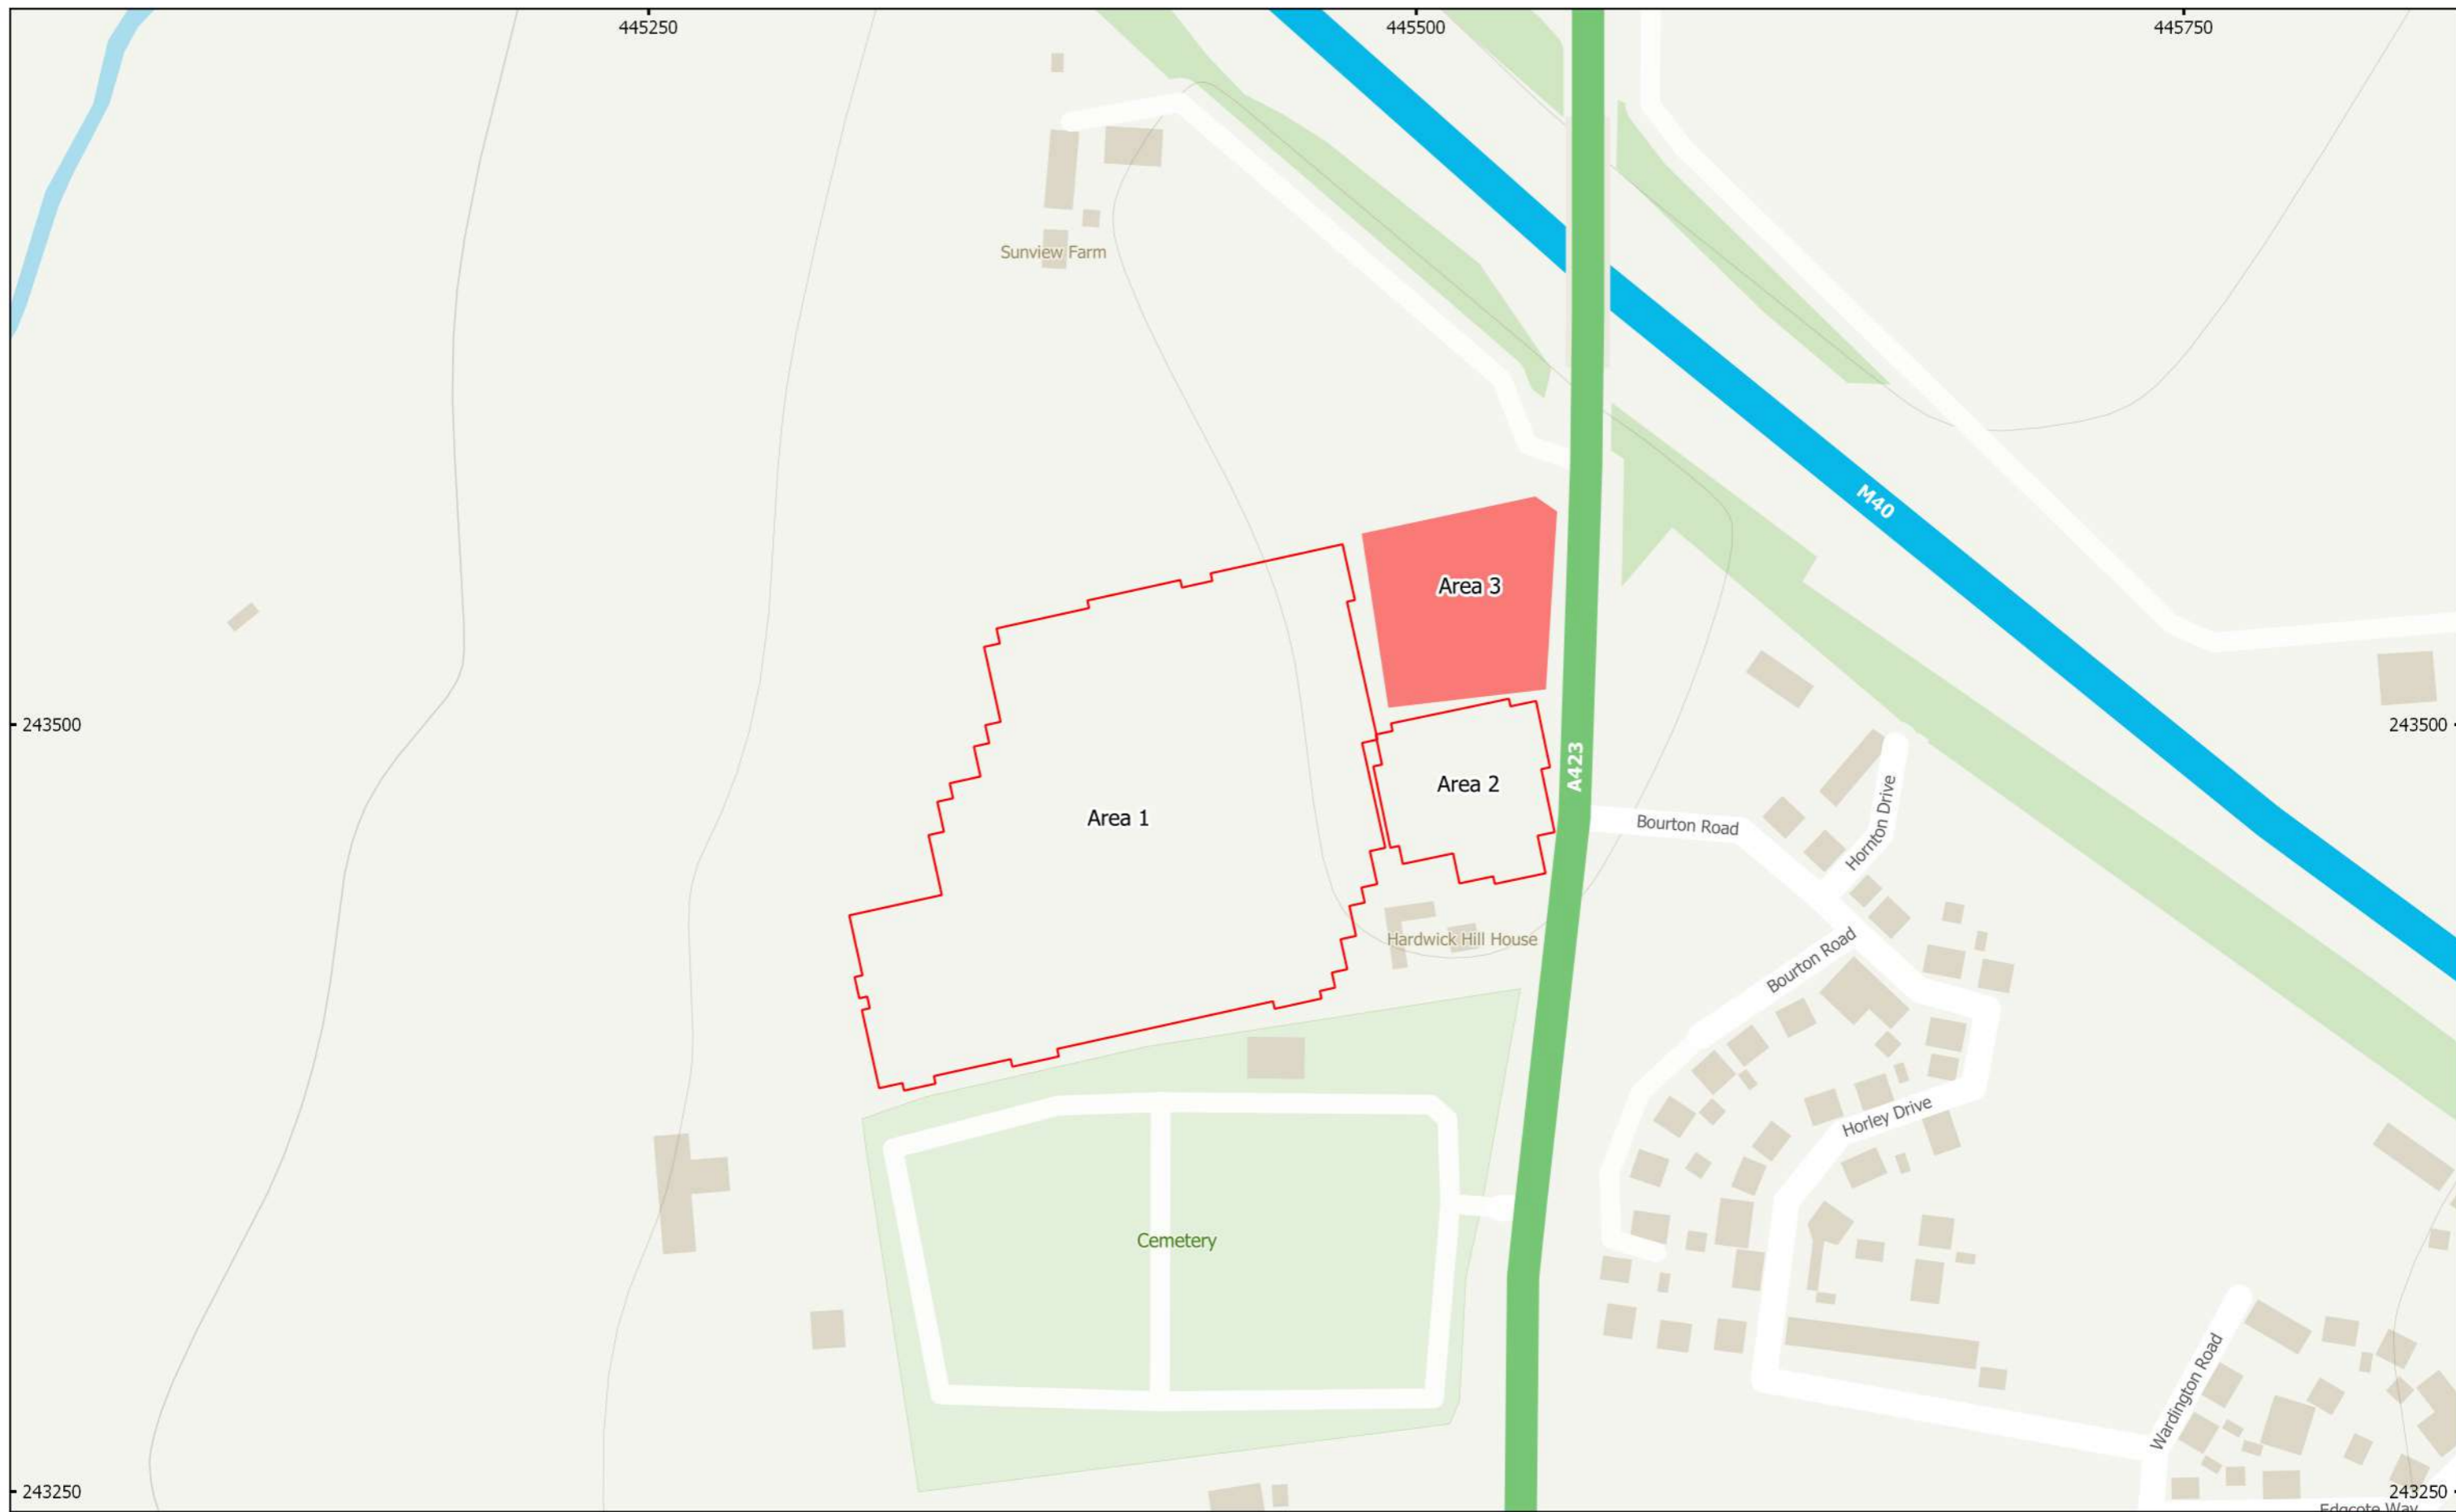 445250
445500
445750
Sunview Farm
M40
Area 3
243500
243500
A423
Area 2
Area 1
Bourton Road
Hornton Drive
Hardwick Hill House
Bourton Road
Horley Drive
Cemetery
Wardington Road
243250
243250
Edgcote Way